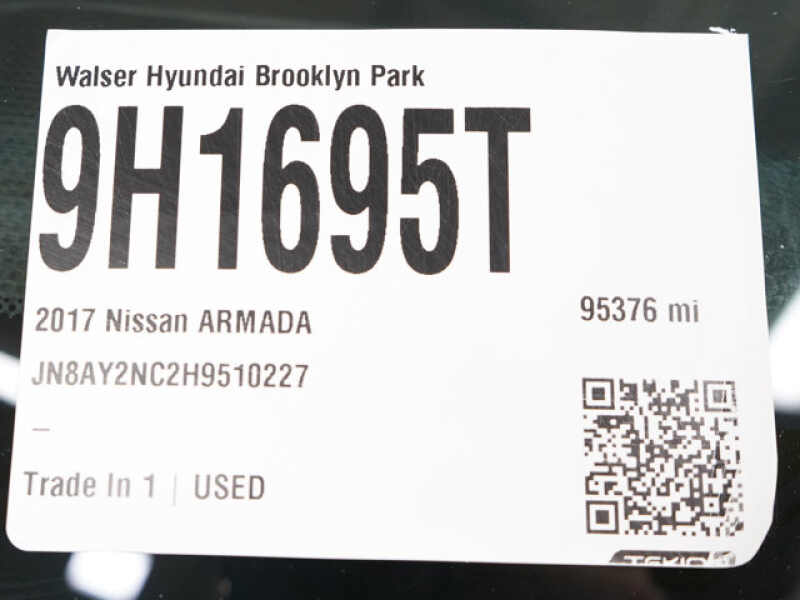 Walser Hyundai Brooklyn Park
9H1695T
2017 Nissan ARMADA
95376 mi
JN8AY2NC2H9510227
–
Trade In 1 | USED